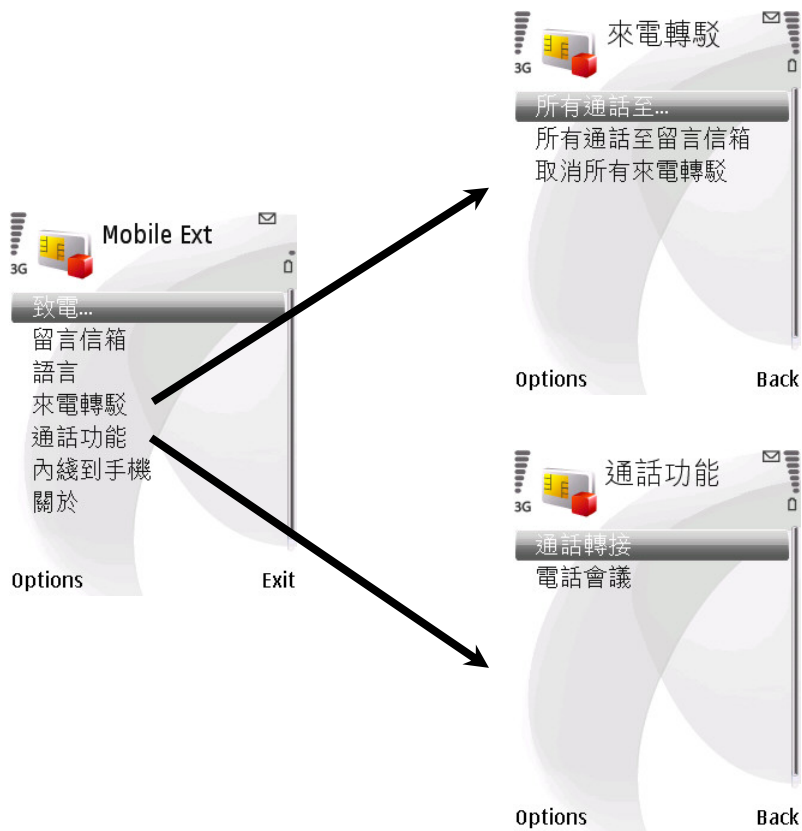 3G
Mobile Ext
致電...
留言信箱
語言
來電轉駁
通話功能
內綫到手機
關於
Options
Exit
3G
來電轉駁
所有通話至...
所有通話至留言信箱
取消所有來電轉駁
Options
Back
3G
通話功能
通話轉接
電話會議
Options
Back